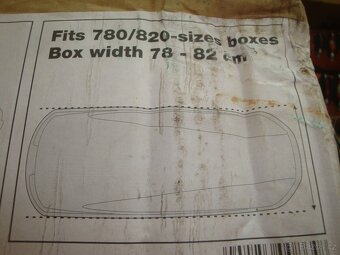 Fits 780/820-sizes boxes
Box width 78 - 82 cm